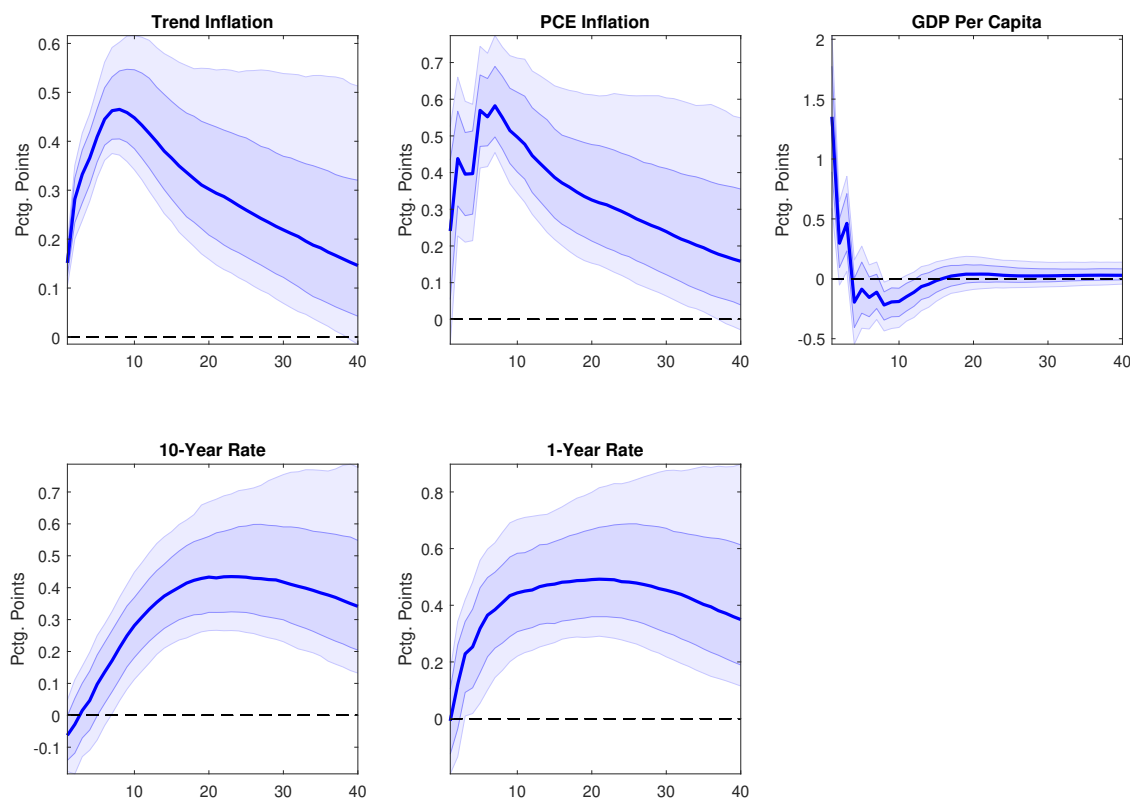 Trend Inflation
Pctg. Points
0.6
0.5
0.4
0.3
0.2
0.1
0
10 20 30 40
PCE Inflation
Pctg. Points
0.7
0.6
0.5
0.4
0.3
0.2
0.1
0
10 20 30 40
GDP Per Capita
Pctg. Points
2
1.5
1
0.5
0
-0.5
10 20 30 40
10-Year Rate
Pctg. Points
0.7
0.6
0.5
0.4
0.3
0.2
0.1
0
-0.1
10 20 30 40
1-Year Rate
Pctg. Points
0.8
0.6
0.4
0.2
0
10 20 30 40